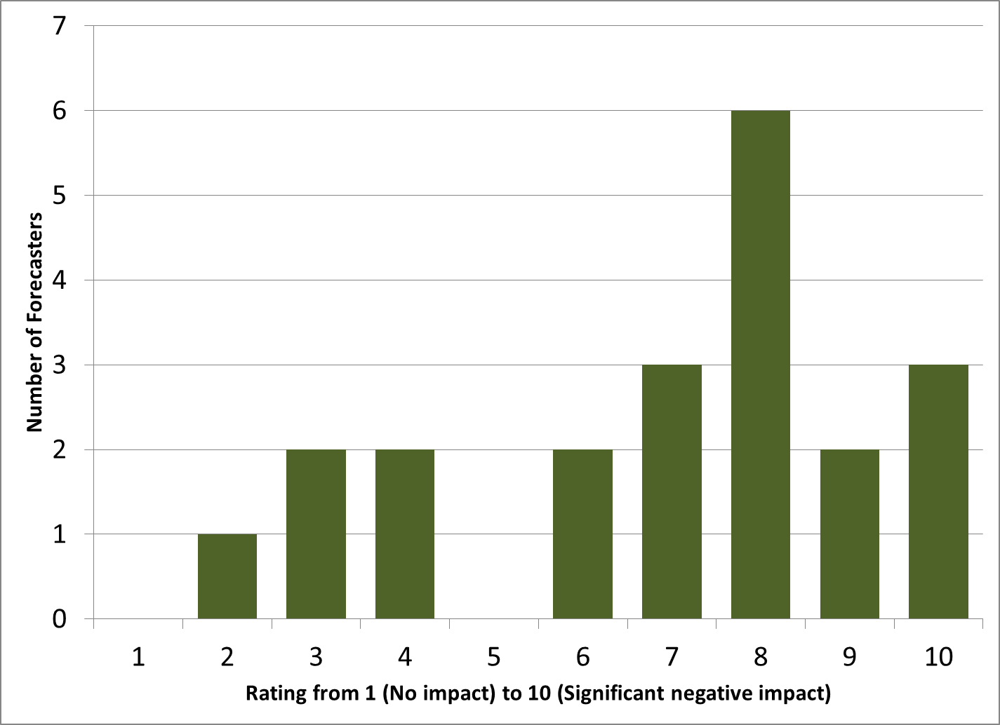 7
6
5
4
3
2
1
0
Number of Forecasters
1 2 3 4 5 6 7 8 9 10
Rating from 1 (No impact) to 10 (Significant negative impact)